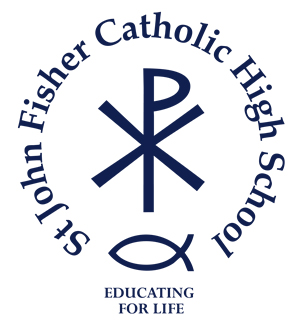 St John Fisher Catholic High School
EDUCATING
FOR LIFE